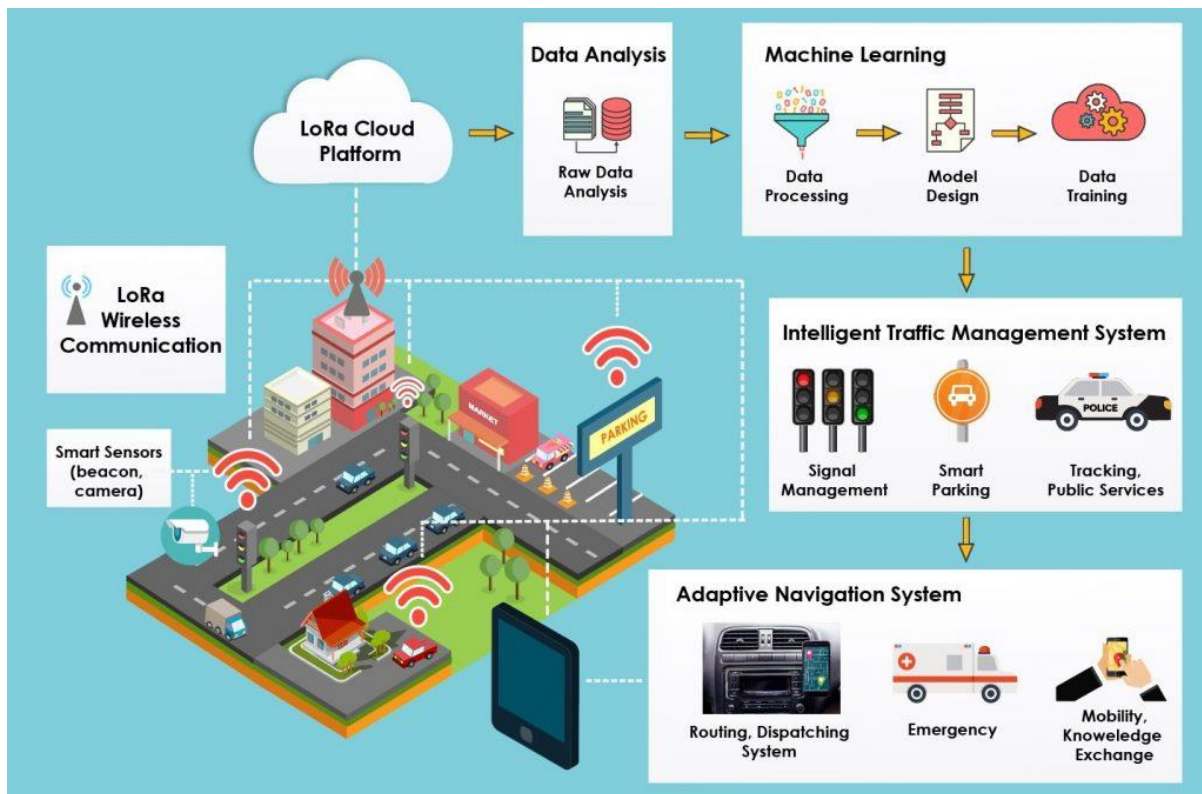 LoRa Cloud
Platform
Data Analysis
Raw Data
Analysis
Machine Learning
Data
Processing
Model
Design
Data
Training
LoRa
Wireless
Communication
Smart Sensors
(beacon,
camera)
MARKET
PARKING
Intelligent Traffic Management System
POLICE
Signal
Management
Smart
Parking
Tracking,
Public Services
Adaptive Navigation System
Routing, Dispatching
System
Emergency
Mobility,
Knoweledge
Exchange